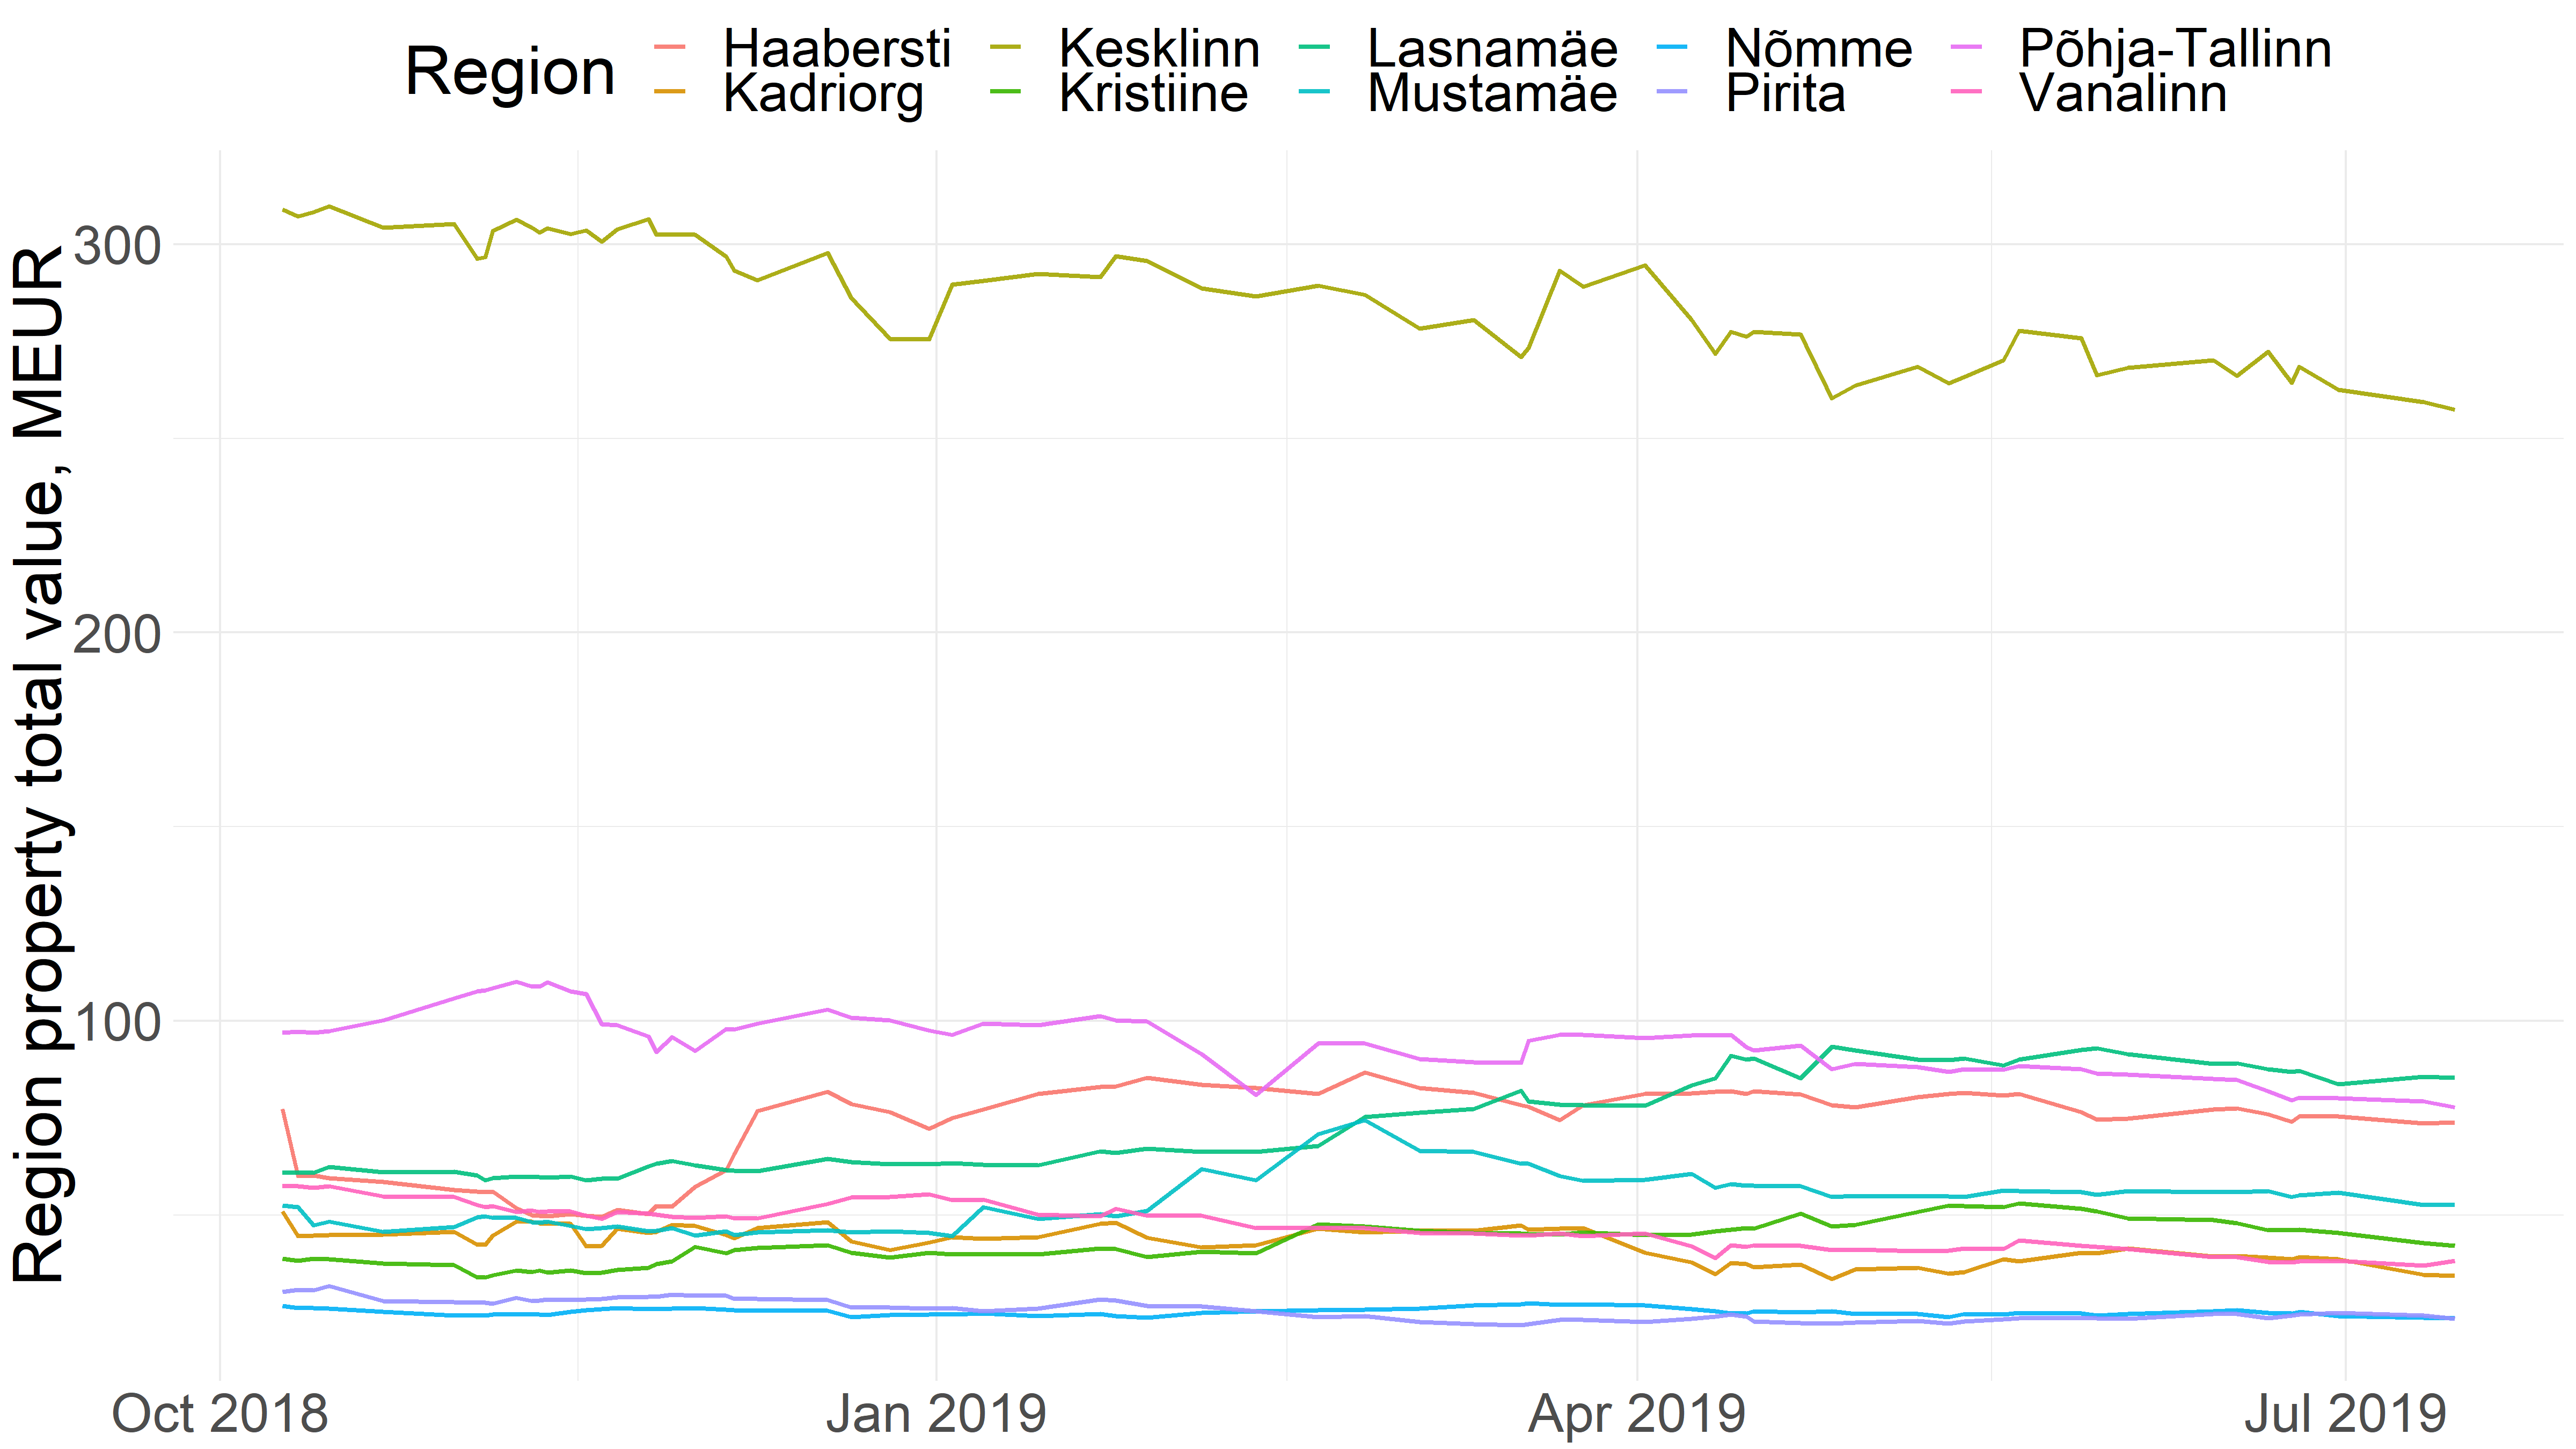 Region
Haabersti Kesklinn Lasnamäe Nõmme Põhja-Tallinn
Kadriorg Kristiine Mustamäe Pirita Vanalinn
Region property total value, MEUR
300
200
100
Oct 2018 Jan 2019 Apr 2019 Jul 2019